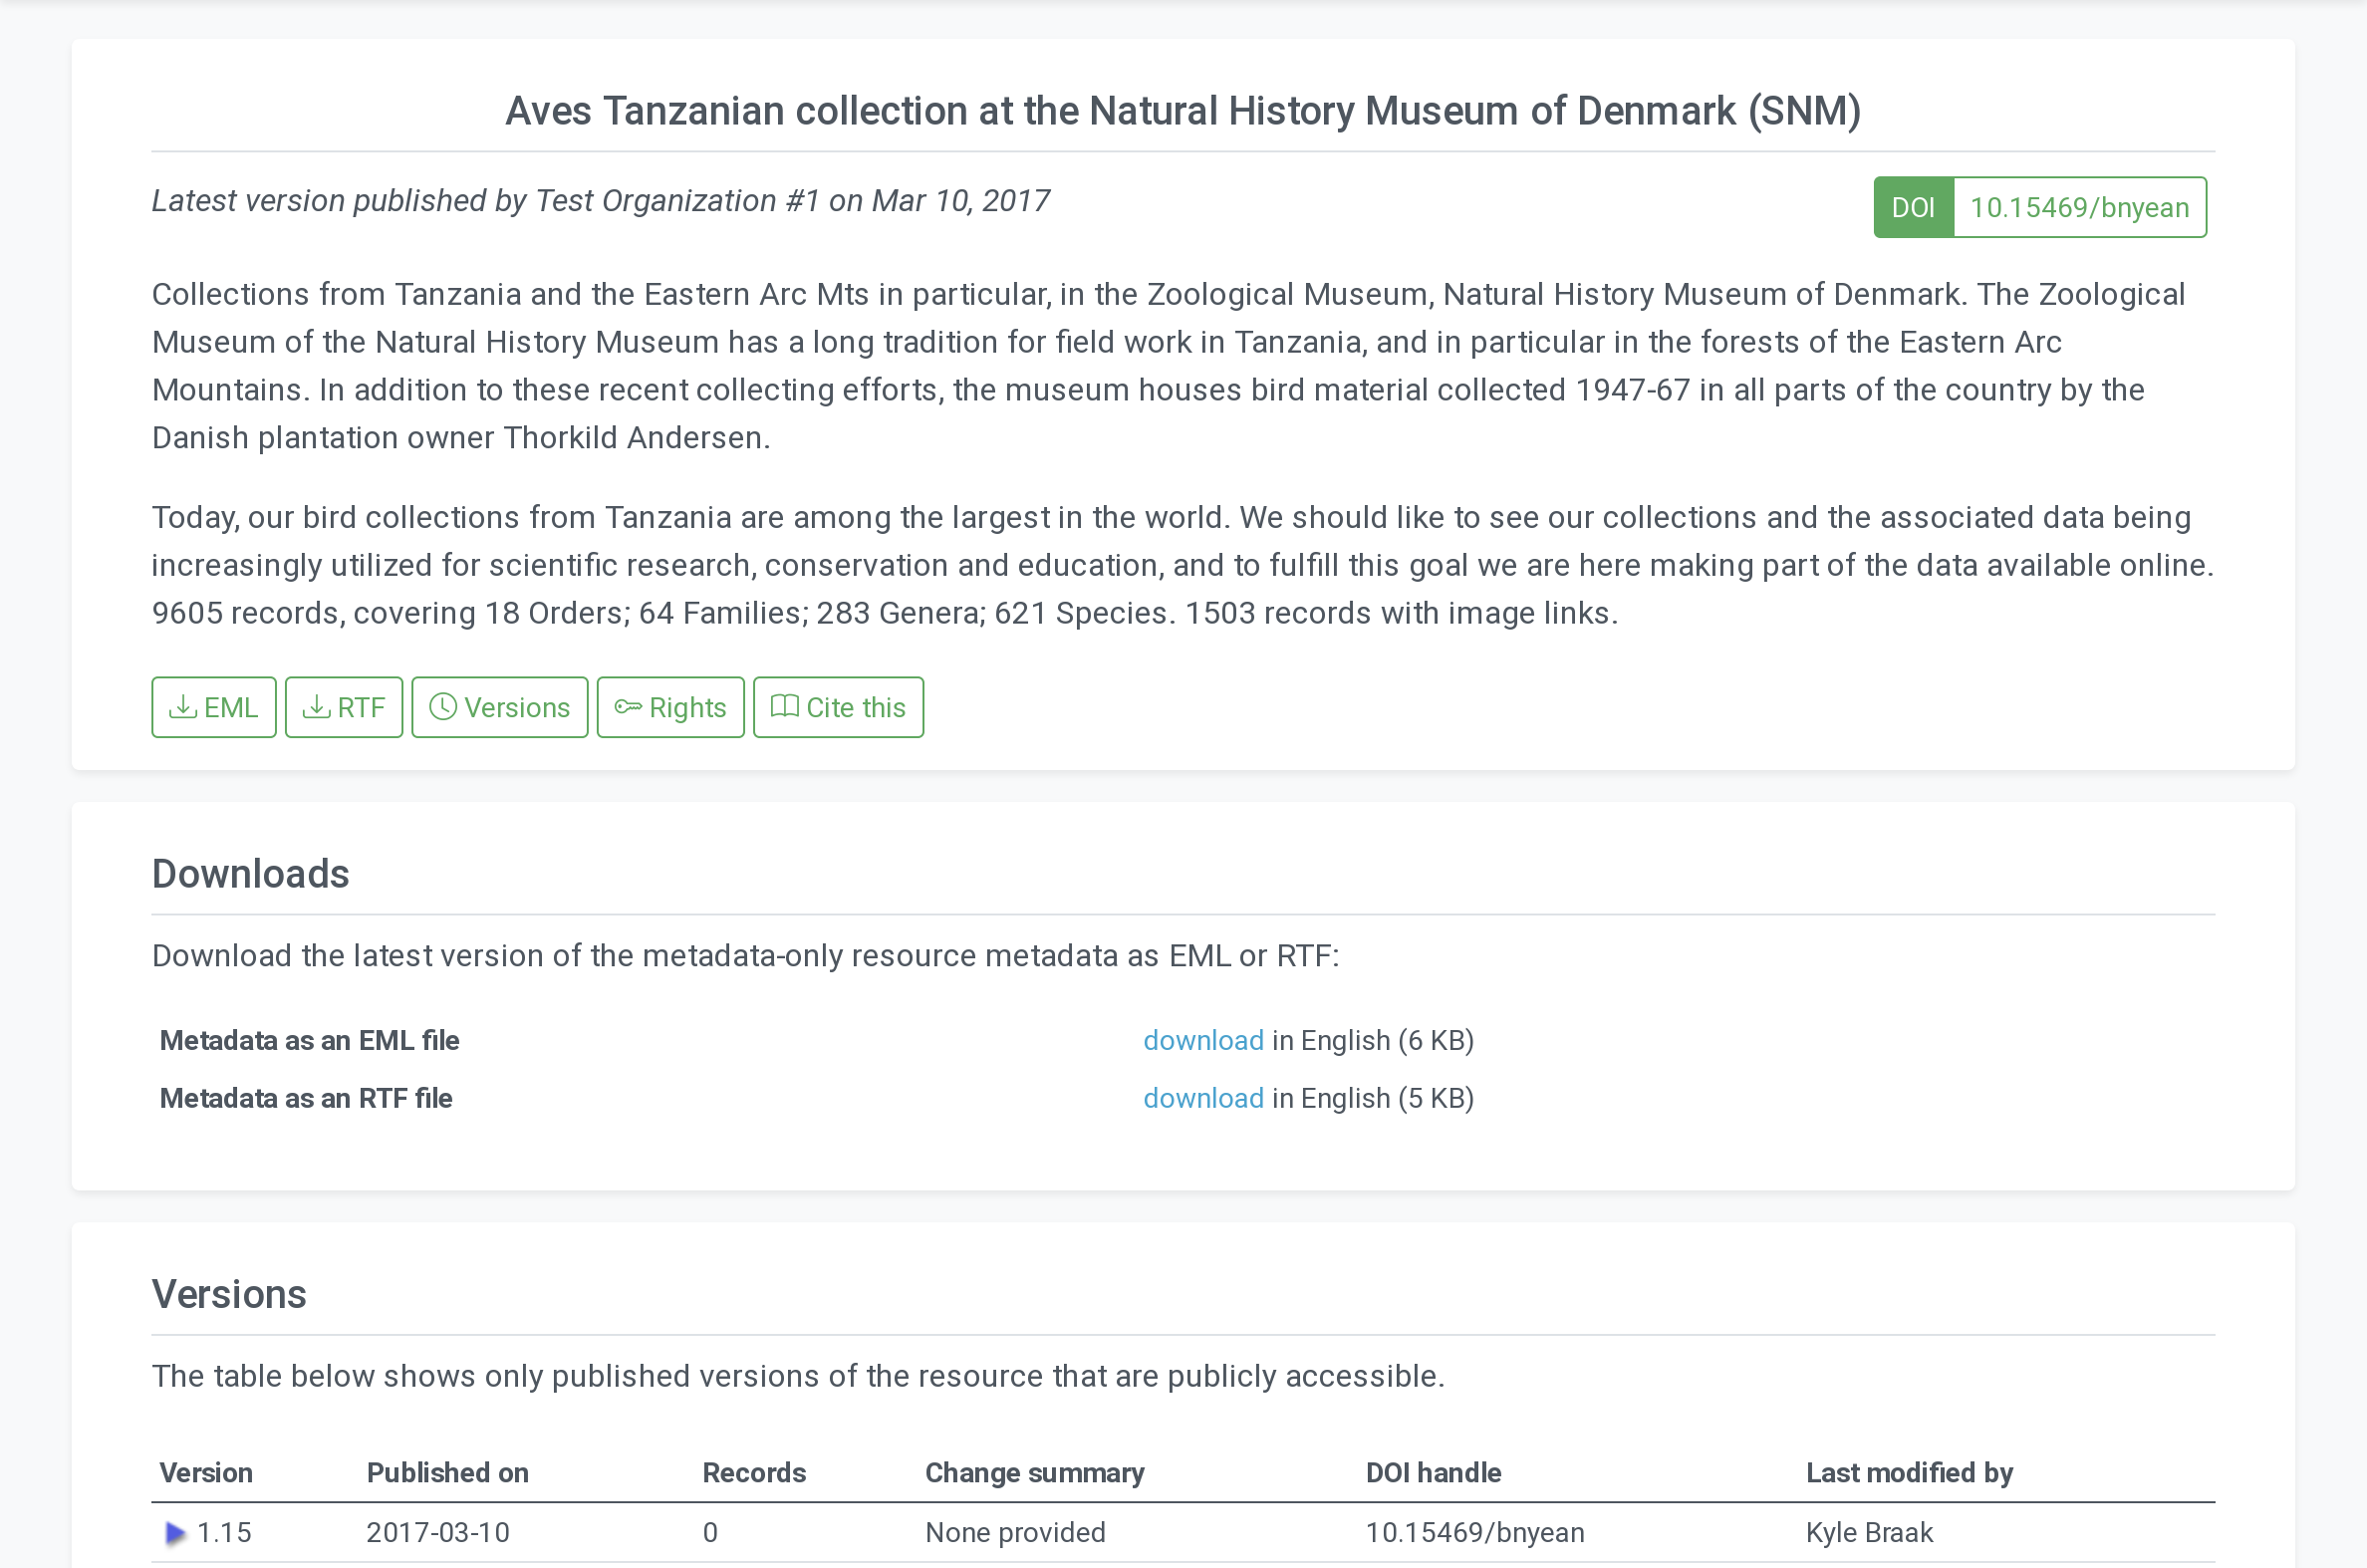 Aves Tanzanian collection at the Natural History Museum of Denmark (SNM)
Latest version published by Test Organization #1 on Mar 10, 2017
DOI 10.15469/bnyean
Collections from Tanzania and the Eastern Arc Mts in particular, in the Zoological Museum, Natural History Museum of Denmark. The Zoological
Museum of the Natural History Museum has a long tradition for field work in Tanzania, and in particular in the forests of the Eastern Arc
Mountains. In addition to these recent collecting efforts, the museum houses bird material collected 1947-67 in all parts of the country by the
Danish plantation owner Thorkild Andersen.
Today, our bird collections from Tanzania are among the largest in the world. We should like to see our collections and the associated data being
increasingly utilized for scientific research, conservation and education, and to fulfill this goal we are here making part of the data available online.
9605 records, covering 18 Orders; 64 Families; 283 Genera; 621 Species. 1503 records with image links.
EML RTF Versions Rights Cite this
Downloads
Download the latest version of the metadata-only resource metadata as EML or RTF:
Metadata as an EML file download in English (6 KB)
Metadata as an RTF file download in English (5 KB)
Versions
The table below shows only published versions of the resource that are publicly accessible.
Version Published on Records Change summary DOI handle Last modified by
1.15 2017-03-10 0 None provided 10.15469/bnyean Kyle Braak